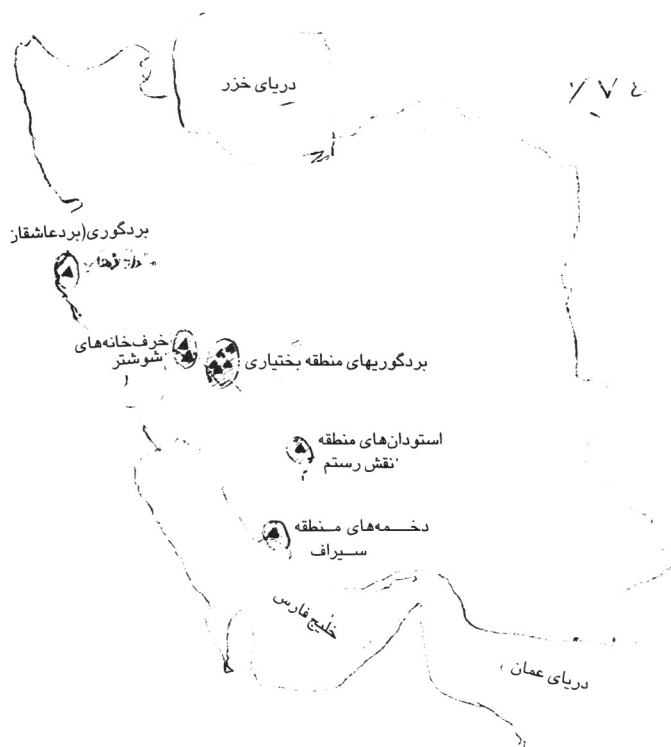 دریای خزر
بردگوری(بردعاشقان
خرف‌خانه‌های
شوشتر
بردگوریهای منطقه بختیاری
استودان‌های منطقه
نقش رستم
دخـــمه‌های مـنطقه
ســیراف
خلیج فارس
دریای عمان